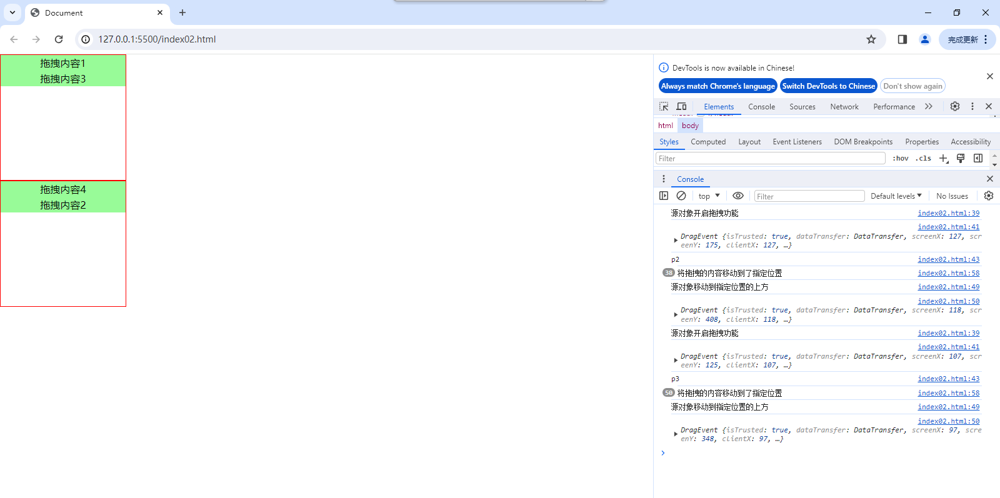 Document
127.0.0.1:5500/index02.html
完成更新
拖拽内容1
拖拽内容3
拖拽内容4
拖拽内容2
DevTools is now available in Chinese!
Always match Chrome's language Switch DevTools to Chinese Don't show again
Elements Console Sources Network Performance
html body
Styles Computed Layout Event Listeners DOM Breakpoints Properties Accessibility
Filter :hov .cls
Console
top Filter Default levels No Issues
源对象开启拖拽功能 index02.html:39
index02.html:41
DragEvent {isTrusted: true, dataTransfer: DataTransfer, screenX: 127, scr
eenY: 175, clientX: 127, …}
p2 index02.html:43
38 将拖拽的内容移动到了指定位置 index02.html:58
源对象移动到指定位置的上方 index02.html:49
index02.html:50
DragEvent {isTrusted: true, dataTransfer: DataTransfer, screenX: 118, scr
eenY: 408, clientX: 118, …}
源对象开启拖拽功能 index02.html:39
index02.html:41
DragEvent {isTrusted: true, dataTransfer: DataTransfer, screenX: 107, scr
eenY: 125, clientX: 107, …}
p3 index02.html:43
50 将拖拽的内容移动到了指定位置 index02.html:58
源对象移动到指定位置的上方 index02.html:49
index02.html:50
DragEvent {isTrusted: true, dataTransfer: DataTransfer, screenX: 97, scre
enY: 348, clientX: 97, …}